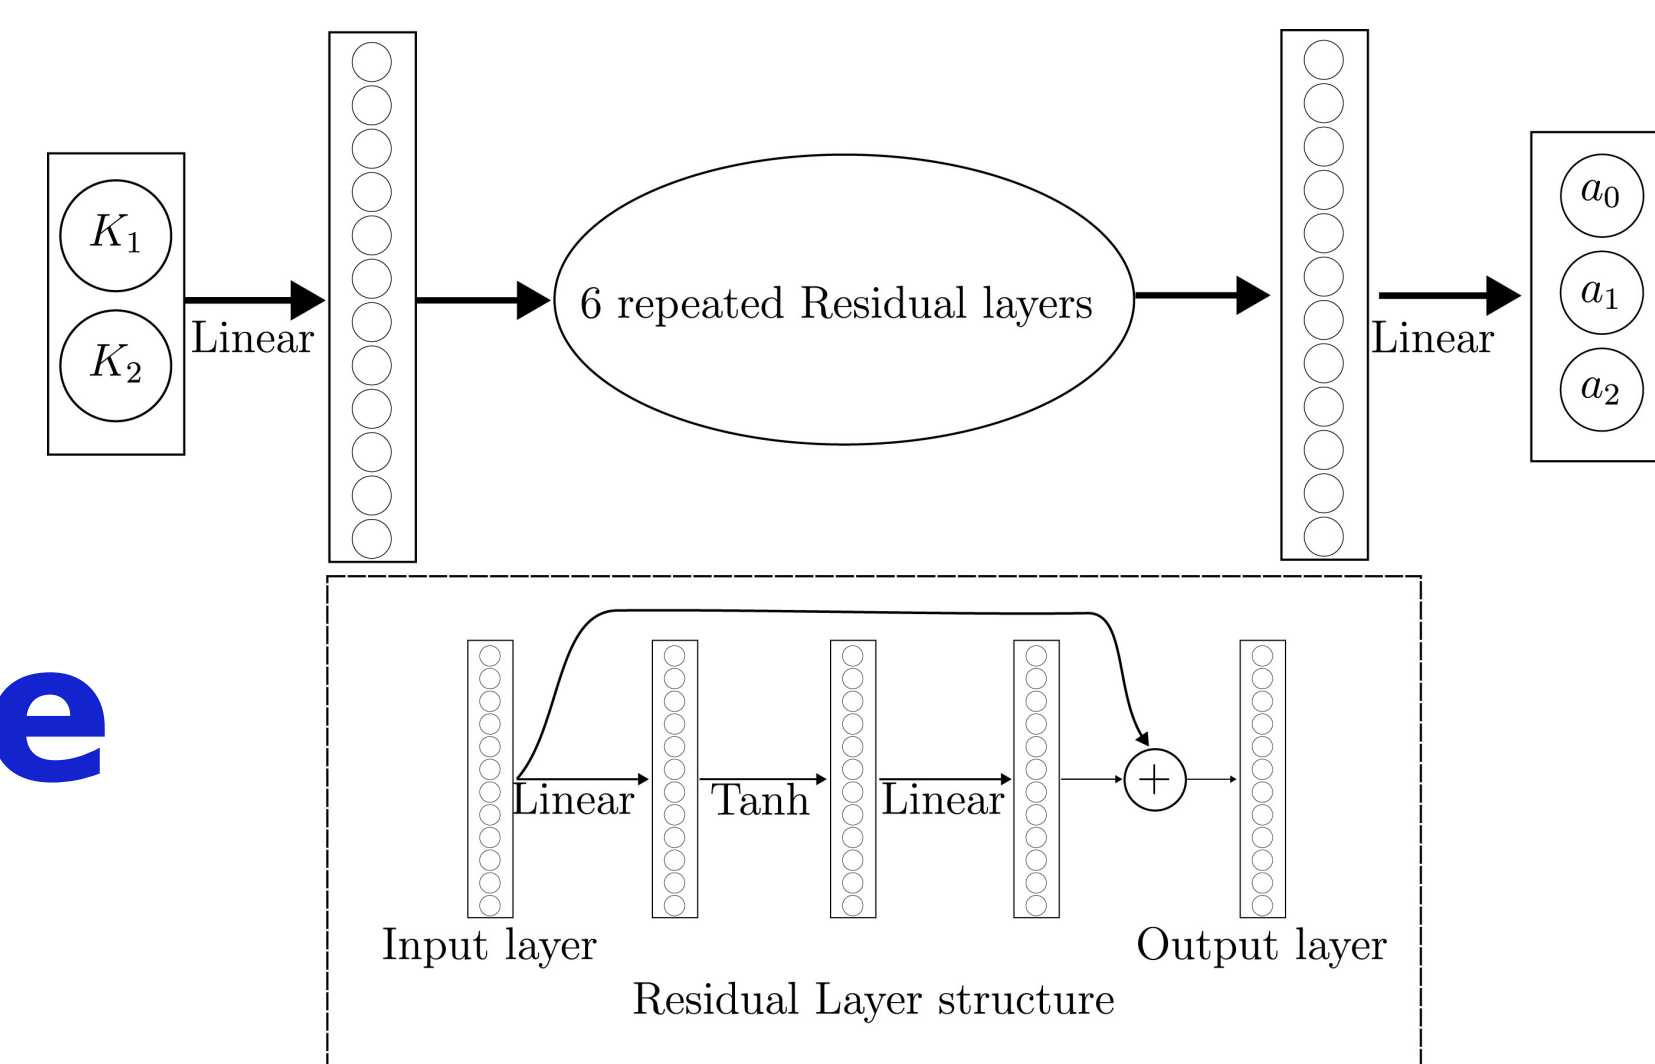 K₁
K₂
Linear
6 repeated Residual layers
Linear
a₀
a₁
a₂
e
Linear
Tanh
Linear
+
Input layer
Output layer
Residual Layer structure